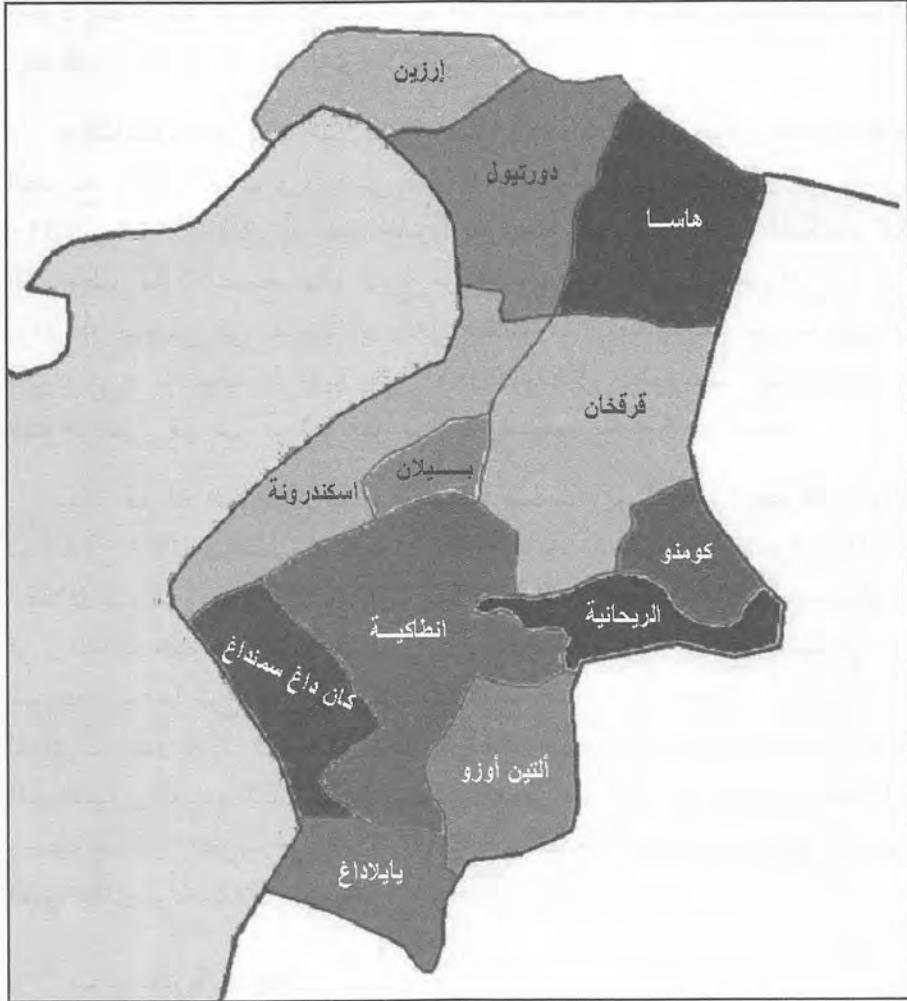 إرزين
دورتيول
هاسا
قرقخان
بيلان
اسكندرونة
كومذو
الريحانية
انطاكية
كان داغ سمنداغ
ألتين أوزو
يايلاداغ